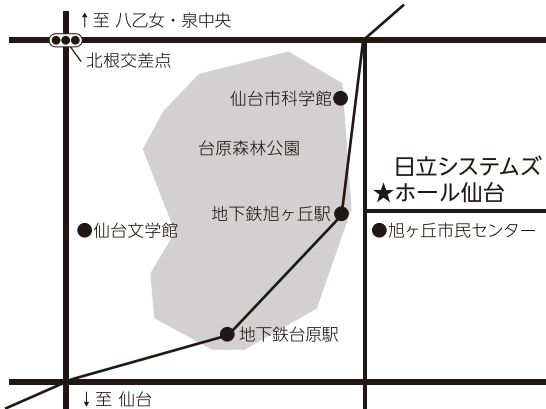 ↑至 八乙女・泉中央
北根交差点
仙台市科学館
台原森林公園
日立システムズ
★ホール仙台
地下鉄旭ヶ丘駅
仙台文学館
旭ヶ丘市民センター
地下鉄台原駅
↓至 仙台